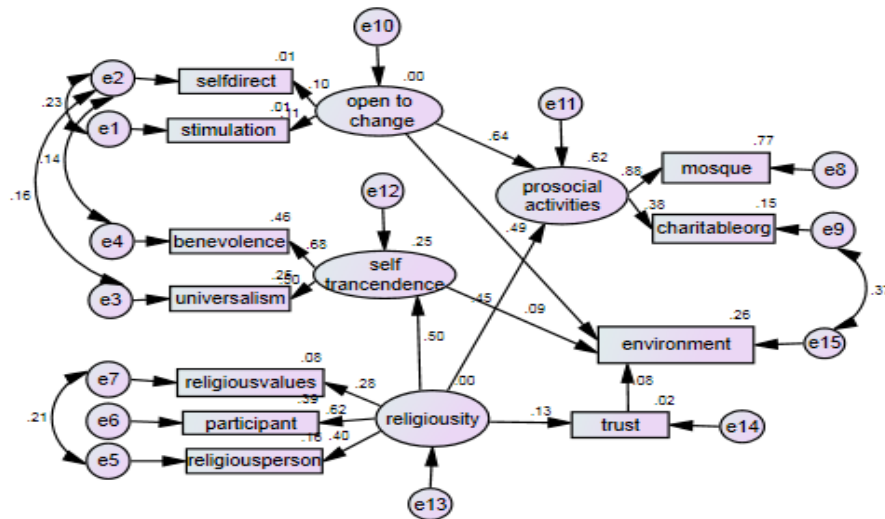 e10
.01
.00
e2
selfdirect
.10
open to
change
e11
.23
.01
.11
e1
stimulation
.64
.62
.77
.14
.88
mosque
e8
e12
prosocial
activities
.16
.46
.38
.15
e4
benevolence
.68
.25
.49
charitableorg
e9
self
trancendence
e3
universalism
.25
.50
.45
.09
.26
.50
environment
e15
.08
e7
religiousvalues
.28
.00
.08
.39
.62
religiousity
.13
.02
.21
e6
participant
trust
e14
.16
.40
e5
religiousperson
e13